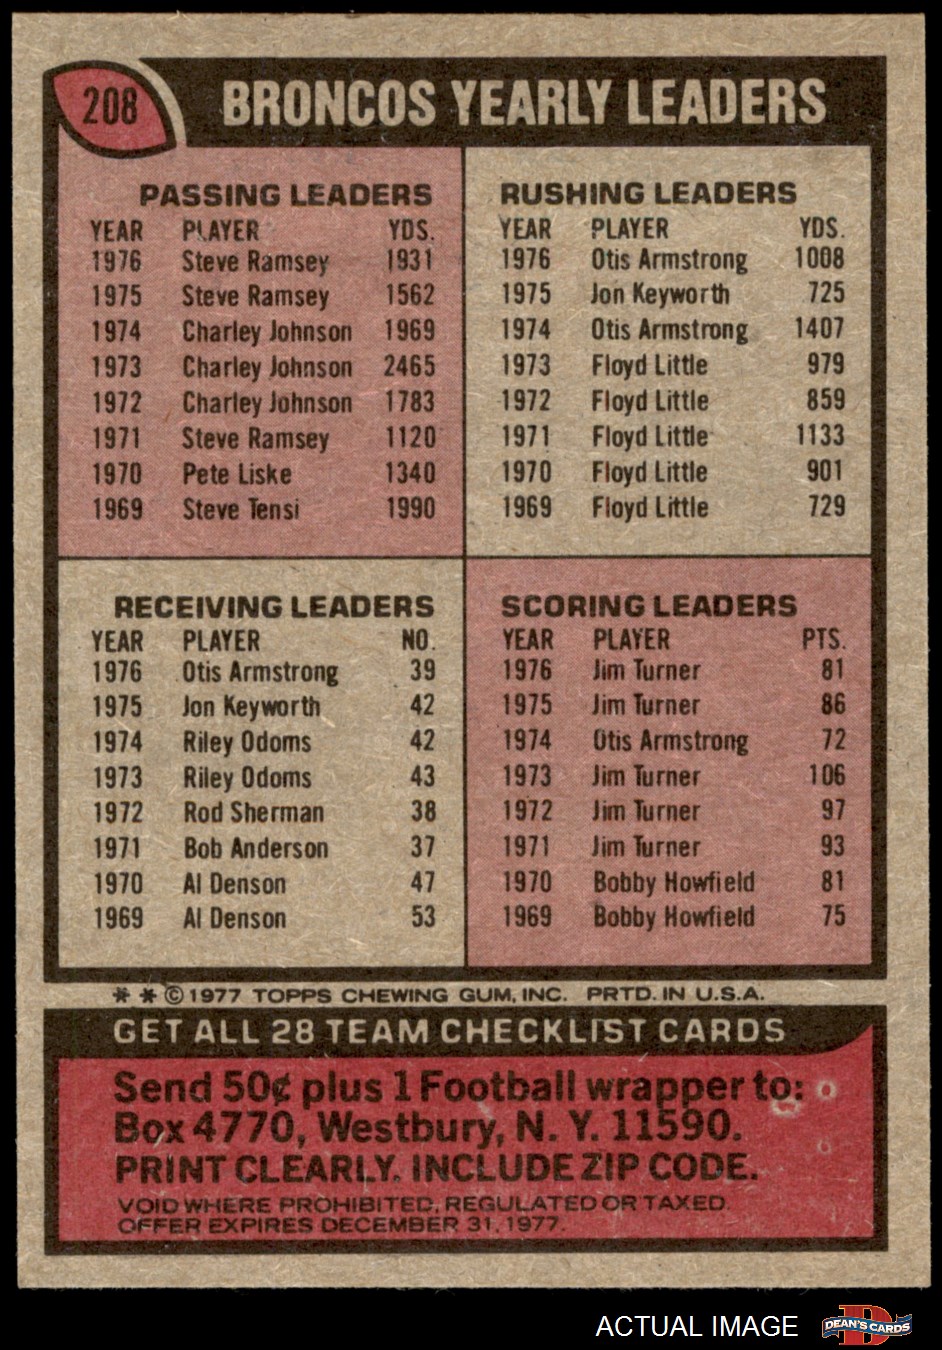 208
BRONCOS YEARLY LEADERS
PASSING LEADERS
YEAR PLAYER YDS.
1976 Steve Ramsey 1931
1975 Steve Ramsey 1562
1974 Charley Johnson 1969
1973 Charley Johnson 2465
1972 Charley Johnson 1783
1971 Steve Ramsey 1120
1970 Pete Liske 1340
1969 Steve Tensi 1990
RUSHING LEADERS
YEAR PLAYER YDS.
1976 Otis Armstrong 1008
1975 Jon Keyworth 725
1974 Otis Armstrong 1407
1973 Floyd Little 979
1972 Floyd Little 859
1971 Floyd Little 1133
1970 Floyd Little 901
1969 Floyd Little 729
RECEIVING LEADERS
YEAR PLAYER NO.
1976 Otis Armstrong 39
1975 Jon Keyworth 42
1974 Riley Odoms 42
1973 Riley Odoms 43
1972 Rod Sherman 38
1971 Bob Anderson 37
1970 Al Denson 47
1969 Al Denson 53
SCORING LEADERS
YEAR PLAYER PTS.
1976 Jim Turner 81
1975 Jim Turner 86
1974 Otis Armstrong 72
1973 Jim Turner 106
1972 Jim Turner 97
1971 Jim Turner 93
1970 Bobby Howfield 81
1969 Bobby Howfield 75
* * © 1977 TOPPS CHEWING GUM, INC. PRTD. IN U.S.A.
GET ALL 28 TEAM CHECKLIST CARDS
Send 50¢ plus 1 Football wrapper to:
Box 4770, Westbury, N. Y. 11590.
PRINT CLEARLY. INCLUDE ZIP CODE.
VOID WHERE PROHIBITED, REGULATED OR TAXED.
OFFER EXPIRES DECEMBER 31, 1977.
ACTUAL IMAGE
D
DEAN'S CARDS